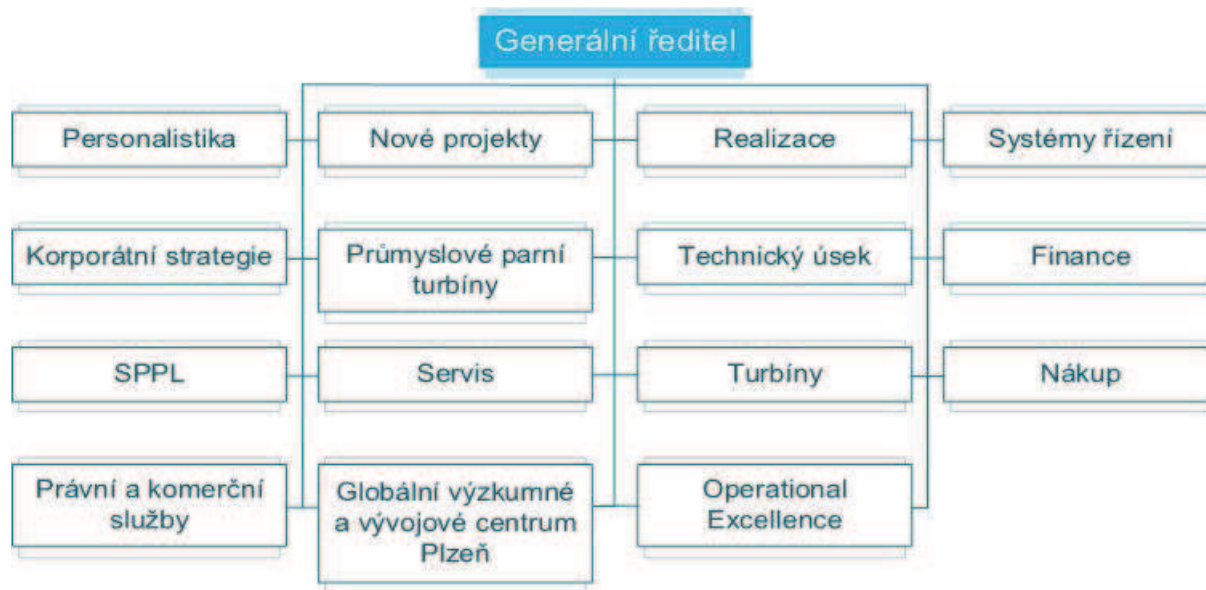 Generální ředitel
Personalistika
Nové projekty
Realizace
Systémy řízení
Korporátní strategie
Průmyslové parní
turbíny
Technický úsek
Finance
SPPL
Servis
Turbíny
Nákup
Právní a komerční
služby
Globální výzkumné
a vývojové centrum
Plzeň
Operational
Excellence